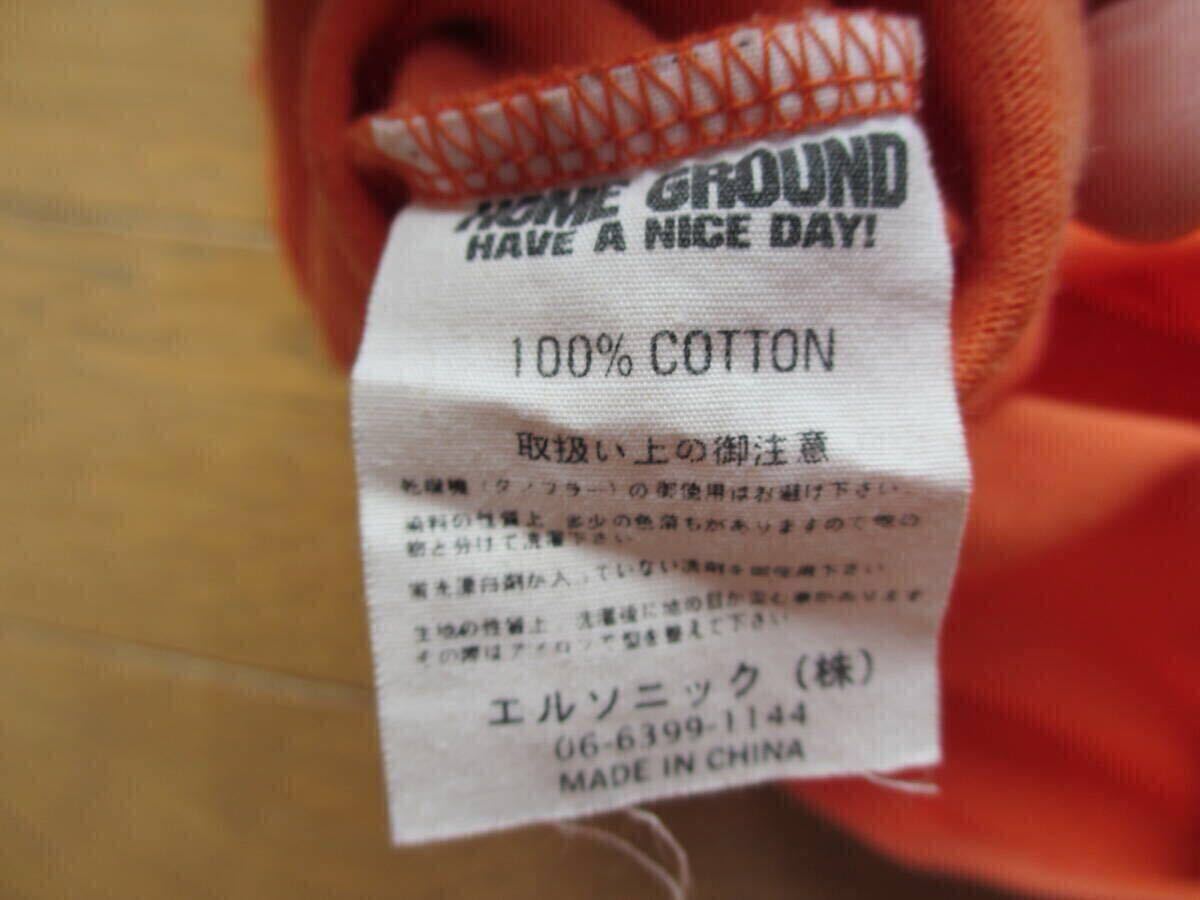 HOME GROUND
HAVE A NICE DAY!
100% COTTON
取扱い上の御注意
乾燥機（タンブラー）の御使用はお避け下さい。
染料の性質上 多少の色落ちがありますので他の
物と分けて洗濯下さい
蛍光漂白剤が入っていない洗剤を御使用下さい
生地の性質上 洗濯後に地の目が歪む事があります
その際はアイロンで型を整えて下さい
エルソニック（株）
06-6399-1144
MADE IN CHINA